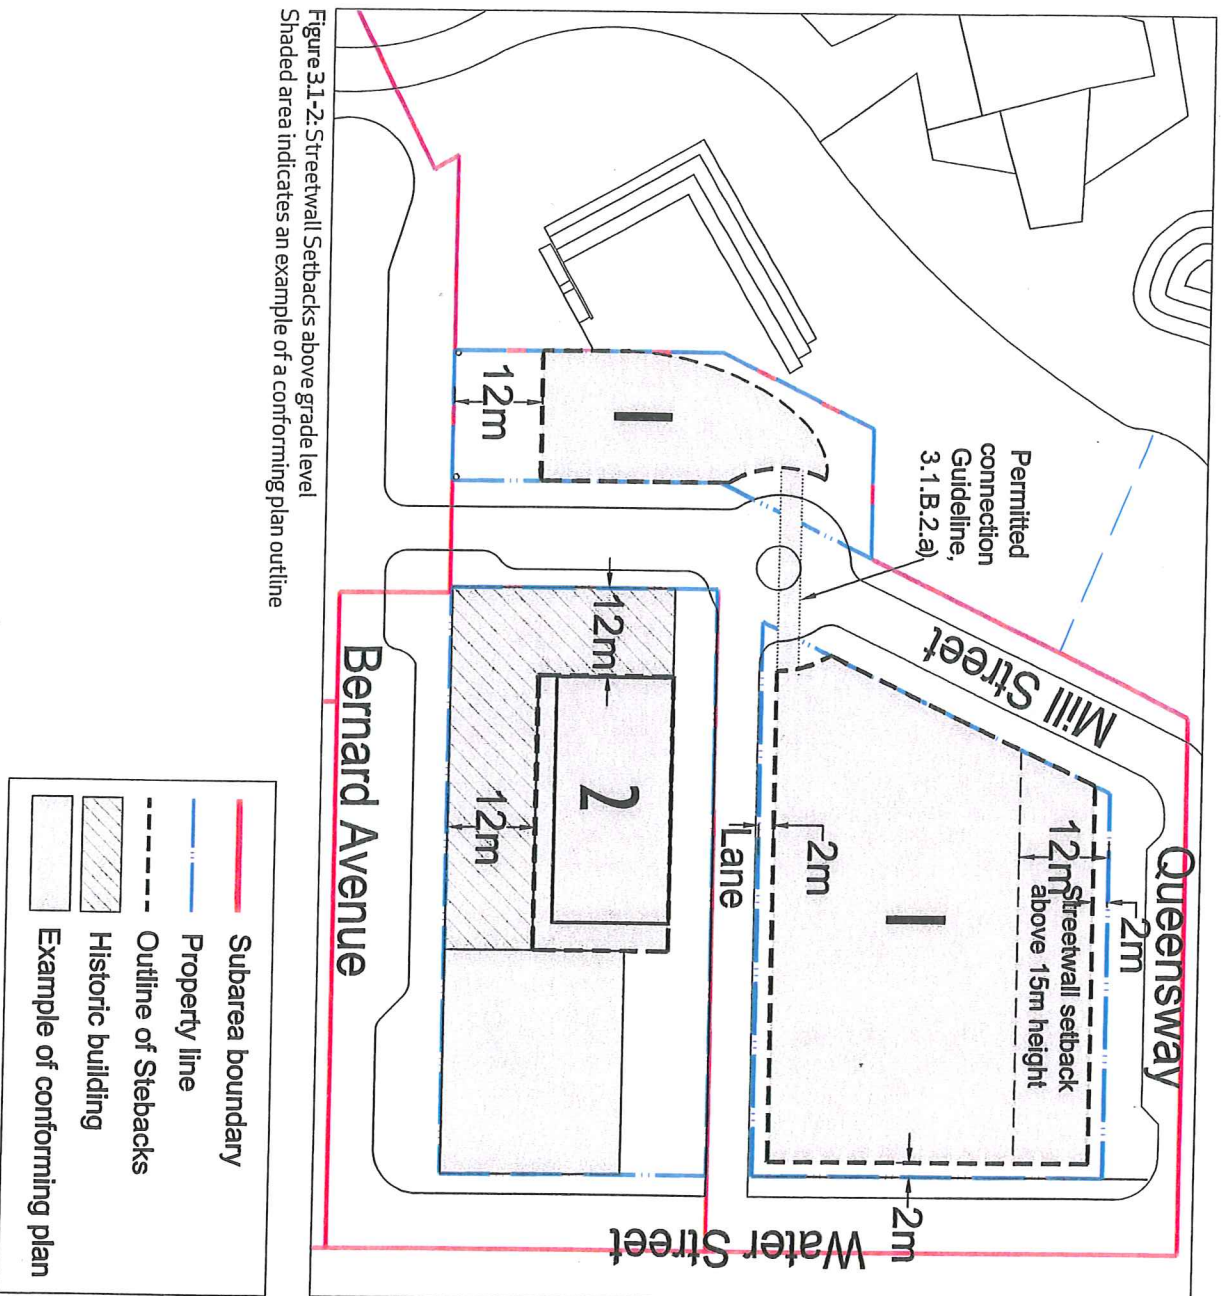 Queensway
2m
12m
Streetwall setback
above 15m height
Mill Street
Permitted
connection
Guideline,
3.1.B.2.a)
1
1
2m
2m
Lane
Water Street
12m
12m
2
12m
Bernard Avenue
Figure 3.1-2: Streetwall Setbacks above grade level
Shaded area indicates an example of a conforming plan outline
Subarea boundary
Property line
Outline of Stebacks
Historic building
Example of conforming plan